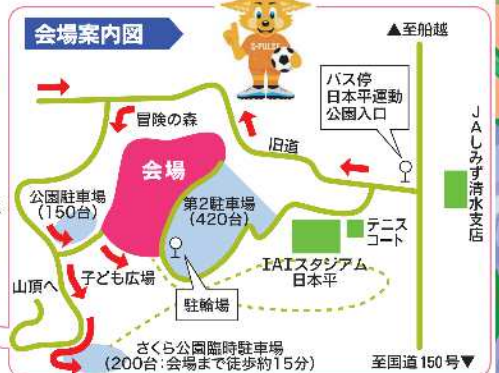 会場案内図
S-PULSE
▲至船越
バス停
日本平運動
公園入口
冒険の森
旧道
会場
JAしみず清水支店
公園駐車場
(150台)
第2駐車場
(420台)
テニス
コート
IAIスタジアム
日本平
子ども広場
山頂へ
駐輪場
さくら公園臨時駐車場
(200台:会場まで徒歩約15分)
至国道150号▼